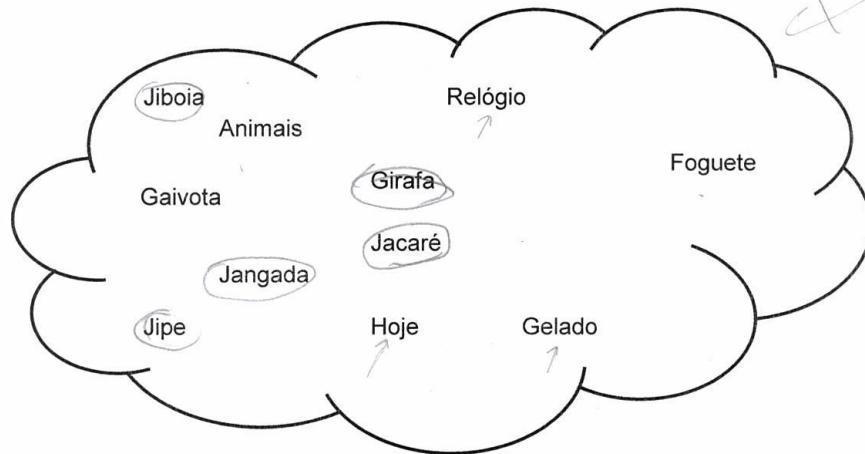 Jiboia
Relógio
Animais
Foguete
Girafa
Gaivota
Jacaré
Jangada
Jipe
Hoje
Gelado